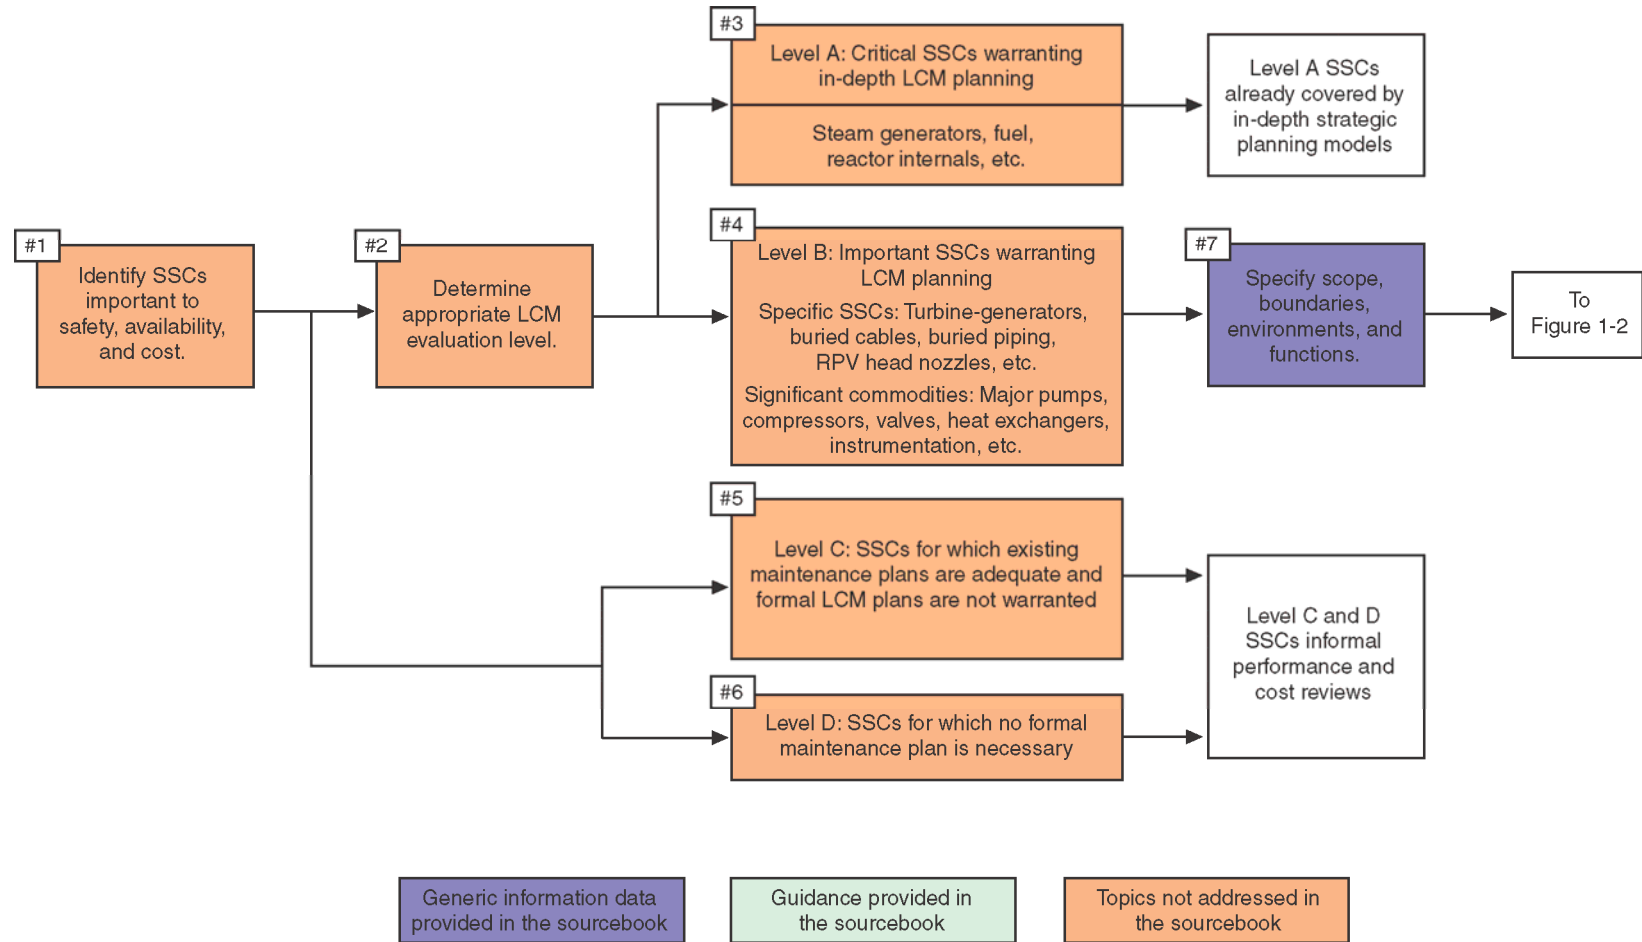 #1
Identify SSCs
important to
safety, availability,
and cost.
#2
Determine
appropriate LCM
evaluation level.
#3
Level A: Critical SSCs warranting
in-depth LCM planning
Steam generators, fuel,
reactor internals, etc.
Level A SSCs
already covered by
in-depth strategic
planning models
#4
Level B: Important SSCs warranting
LCM planning
Specific SSCs: Turbine-generators,
buried cables, buried piping,
RPV head nozzles, etc.
Significant commodities: Major pumps,
compressors, valves, heat exchangers,
instrumentation, etc.
#7
Specify scope,
boundaries,
environments, and
functions.
To
Figure 1-2
#5
Level C: SSCs for which existing
maintenance plans are adequate and
formal LCM plans are not warranted
#6
Level D: SSCs for which no formal
maintenance plan is necessary
Level C and D
SSCs informal
performance and
cost reviews
Generic information data
provided in the sourcebook
Guidance provided in
the sourcebook
Topics not addressed in
the sourcebook